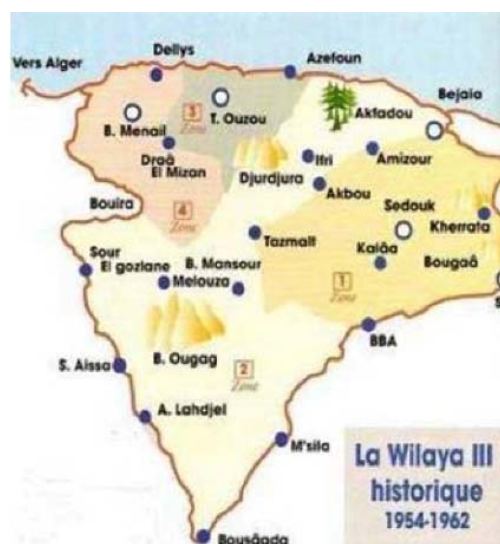 Dellys
Vers Alger
Azefoun
Bejaia
Akfadou
B. Menail
3
Zone
T. Ouzou
Draâ
El Mizan
Djurdjura
Ifri
Amizour
Akbou
Bouira
4
Zone
Sedouk
Kherrata
Tazmalt
Sour
El gozlane
B. Mansour
Kalâa
Bougaâ
Melouza
1
Zone
B. Ougag
BBA
S. Aissa
2
Zone
A. Lahdjel
M'sila
Bousâada
La Wilaya III
historique
1954-1962